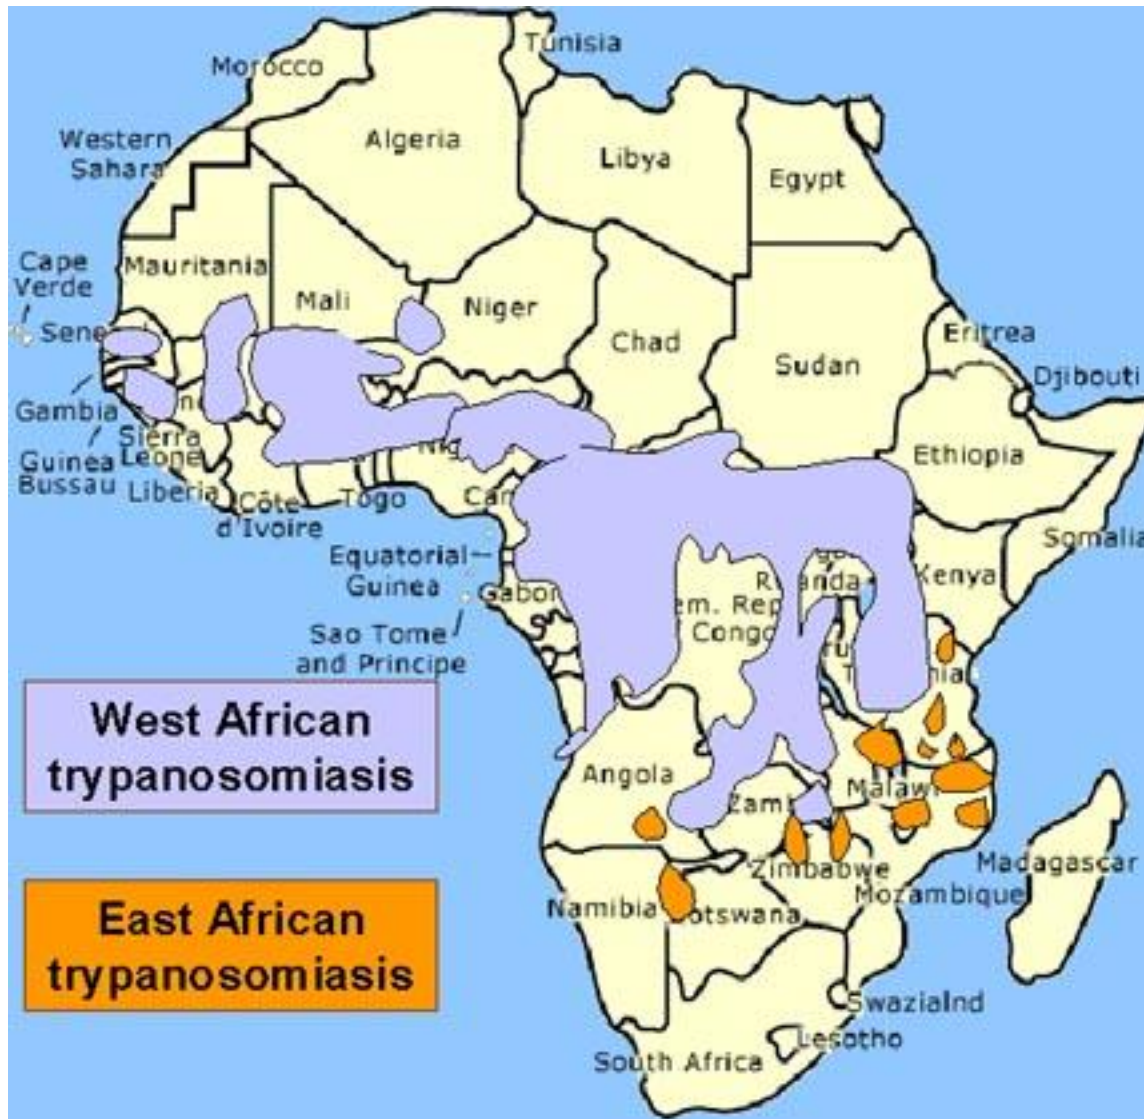 Tunisia
Morocco
Algeria
Libya
Egypt
Western
Sahara
Cape
Verde
Mauritania
Mali
Niger
Chad
Sudan
Eritrea
Djibouti
Gambia
Guinea
Bussau
Sierra
Leone
Liberia
Côte
d'Ivoire
Togo
Ethiopia
Somalia
Kenya
Equatorial
Guinea
Gabon
Sao Tome
and Principe
Congo
West African
trypanosomiasis
Angola
Malawi
Zimbabwe
Mozambique
Madagascar
Namibia
East African
trypanosomiasis
Swazialnd
Lesotho
South Africa